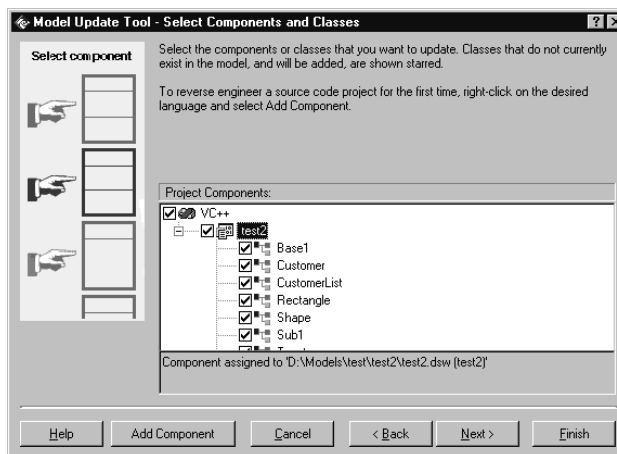 Model Update Tool - Select Components and Classes
Select component
Select the components or classes that you want to update. Classes that do not currently
exist in the model, and will be added, are shown starred.
To reverse engineer a source code project for the first time, right-click on the desired
language and select Add Component.
Project Components:
VC++
test2
Base1
Customer
CustomerList
Rectangle
Shape
Sub1
Component assigned to 'D:\Models\test\test2\test2.dsw (test2)'
Help
Add Component
Cancel
< Back
Next >
Finish